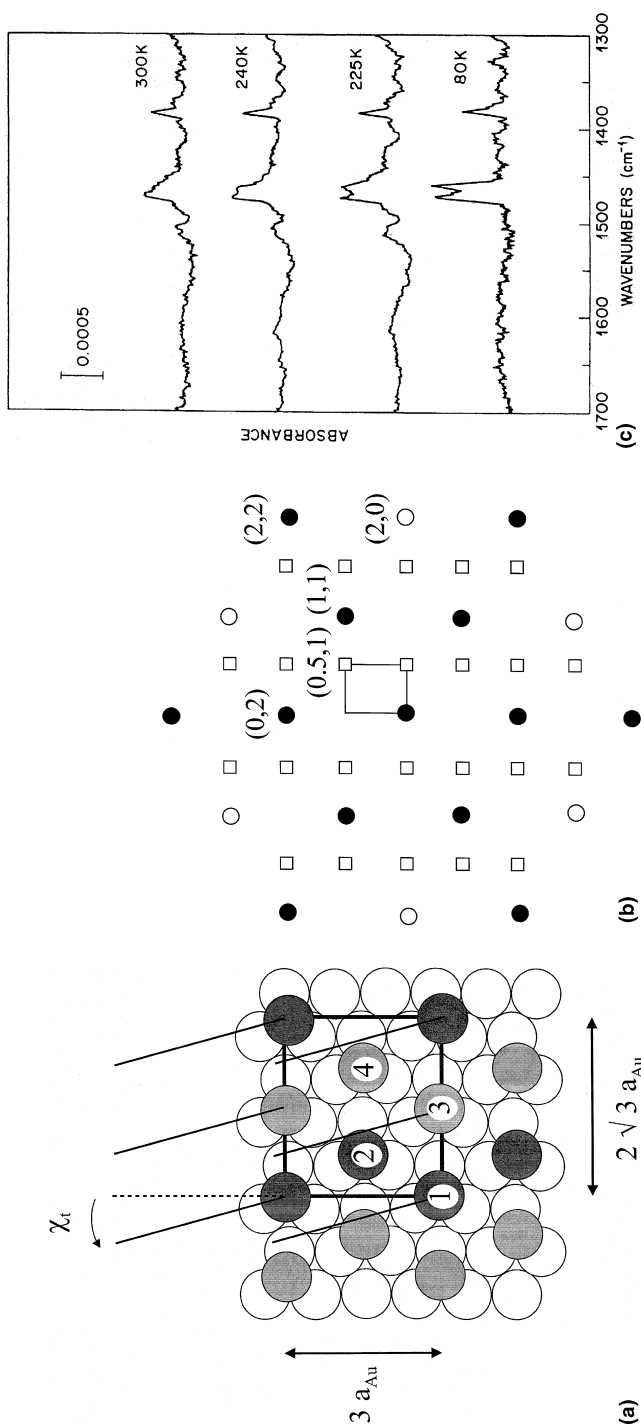 χt
1
2
3
4
3 aAu
2 √ 3 aAu
(a)
(0,2)
(2,2)
(0.5,1)
(1,1)
(2,0)
(b)
0.0005
300K
240K
225K
80K
ABSORBANCE
1700
1600
1500
1400
1300
WAVENUMBERS (cm⁻¹)
(c)